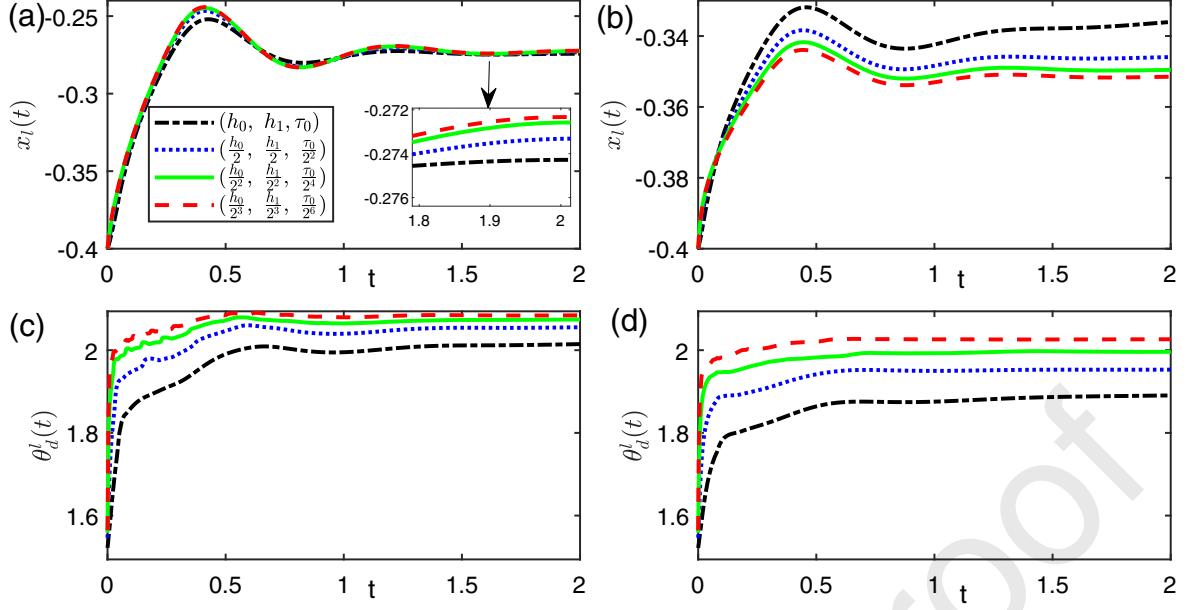 (a)
-0.25
-0.3
-0.35
-0.4
x_l(t)
(h_0, h_1, τ_0)
(h_0/2, h_1/2, τ_0/2^2)
(h_0/2^2, h_1/2^2, τ_0/2^4)
(h_0/2^3, h_1/2^3, τ_0/2^6)
-0.272
-0.274
-0.276
1.8 1.9 2
0 0.5 1 1.5 2
t
(b)
-0.34
-0.36
-0.38
-0.4
x_l(t)
0 0.5 1 1.5 2
t
(c)
2
1.8
1.6
θ_d^l(t)
0 0.5 1 1.5 2
t
(d)
2
1.8
1.6
θ_d^l(t)
0 0.5 1 1.5 2
t
oof